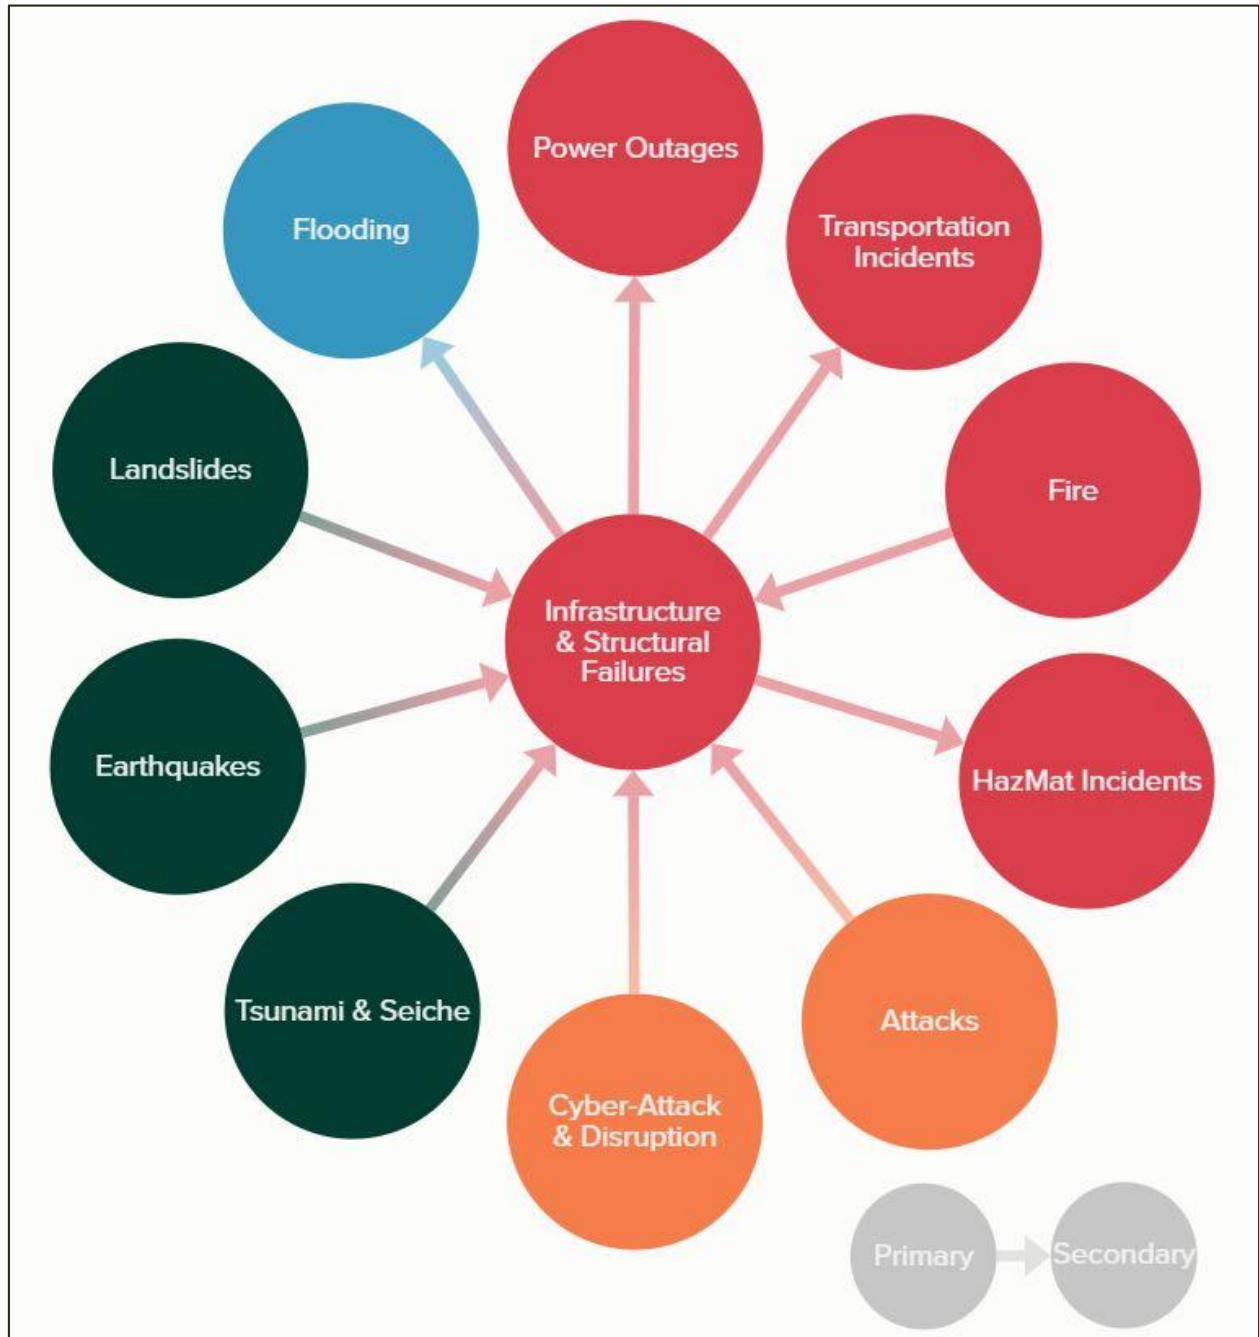 Power Outages
Transportation
Incidents
Flooding
Landslides
Fire
Infrastructure
& Structural
Failures
Earthquakes
HazMat Incidents
Tsunami & Seiche
Attacks
Cyber-Attack
& Disruption
Primary
Secondary